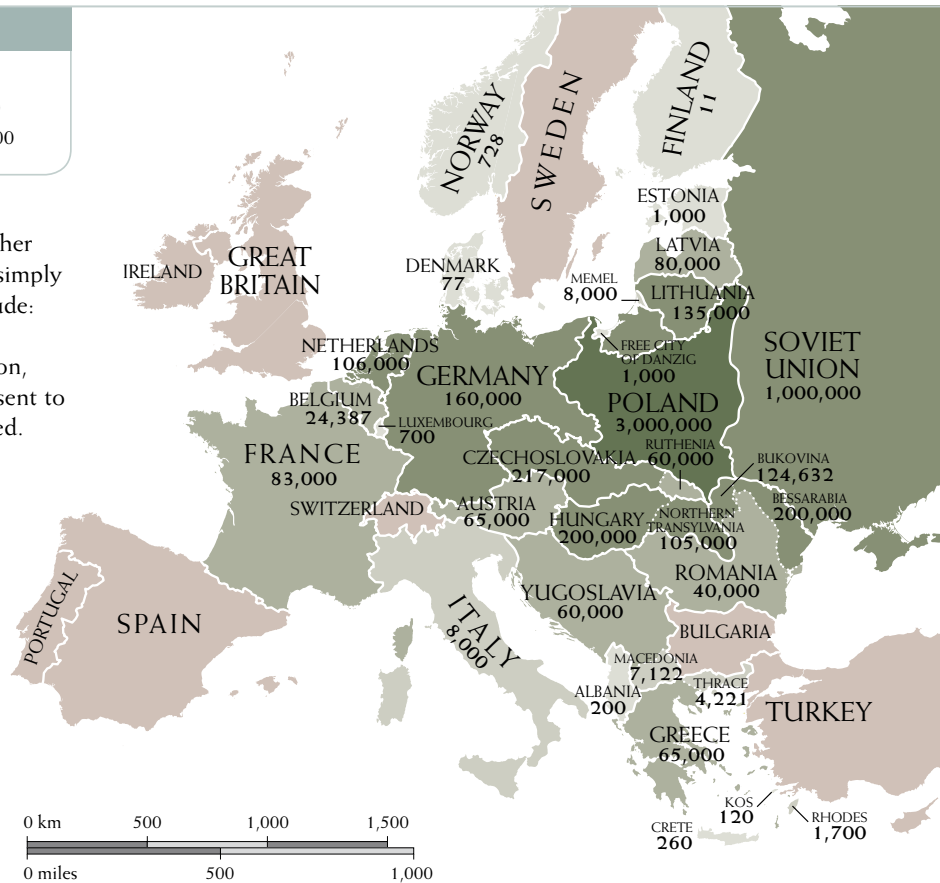 00
her
simply
de:
on,
sent to
ed.
NORWAY
728
SWEDEN
FINLAND
11
ESTONIA
1,000
LATVIA
80,000
IRELAND
GREAT
BRITAIN
DENMARK
77
MEMEL
8,000
LITHUANIA
135,000
NETHERLANDS
106,000
GERMANY
160,000
FREE CITY
OF DANZIG
1,000
SOVIET
UNION
1,000,000
BELGIUM
24,387
LUXEMBOURG
700
POLAND
3,000,000
FRANCE
83,000
CZECHOSLOVAKIA
217,000
RUTHENIA
60,000
BUKOVINA
124,632
SWITZERLAND
AUSTRIA
65,000
HUNGARY
200,000
NORTHERN
TRANSYLVANIA
105,000
BESSARABIA
200,000
ROMANIA
40,000
YUGOSLAVIA
60,000
PORTUGAL
SPAIN
ITALY
8,000
BULGARIA
MACEDONIA
7,122
THRACE
4,221
ALBANIA
200
TURKEY
GREECE
65,000
KOS
120
RHODES
1,700
CRETE
260
0 km 500 1,000 1,500
0 miles 500 1,000